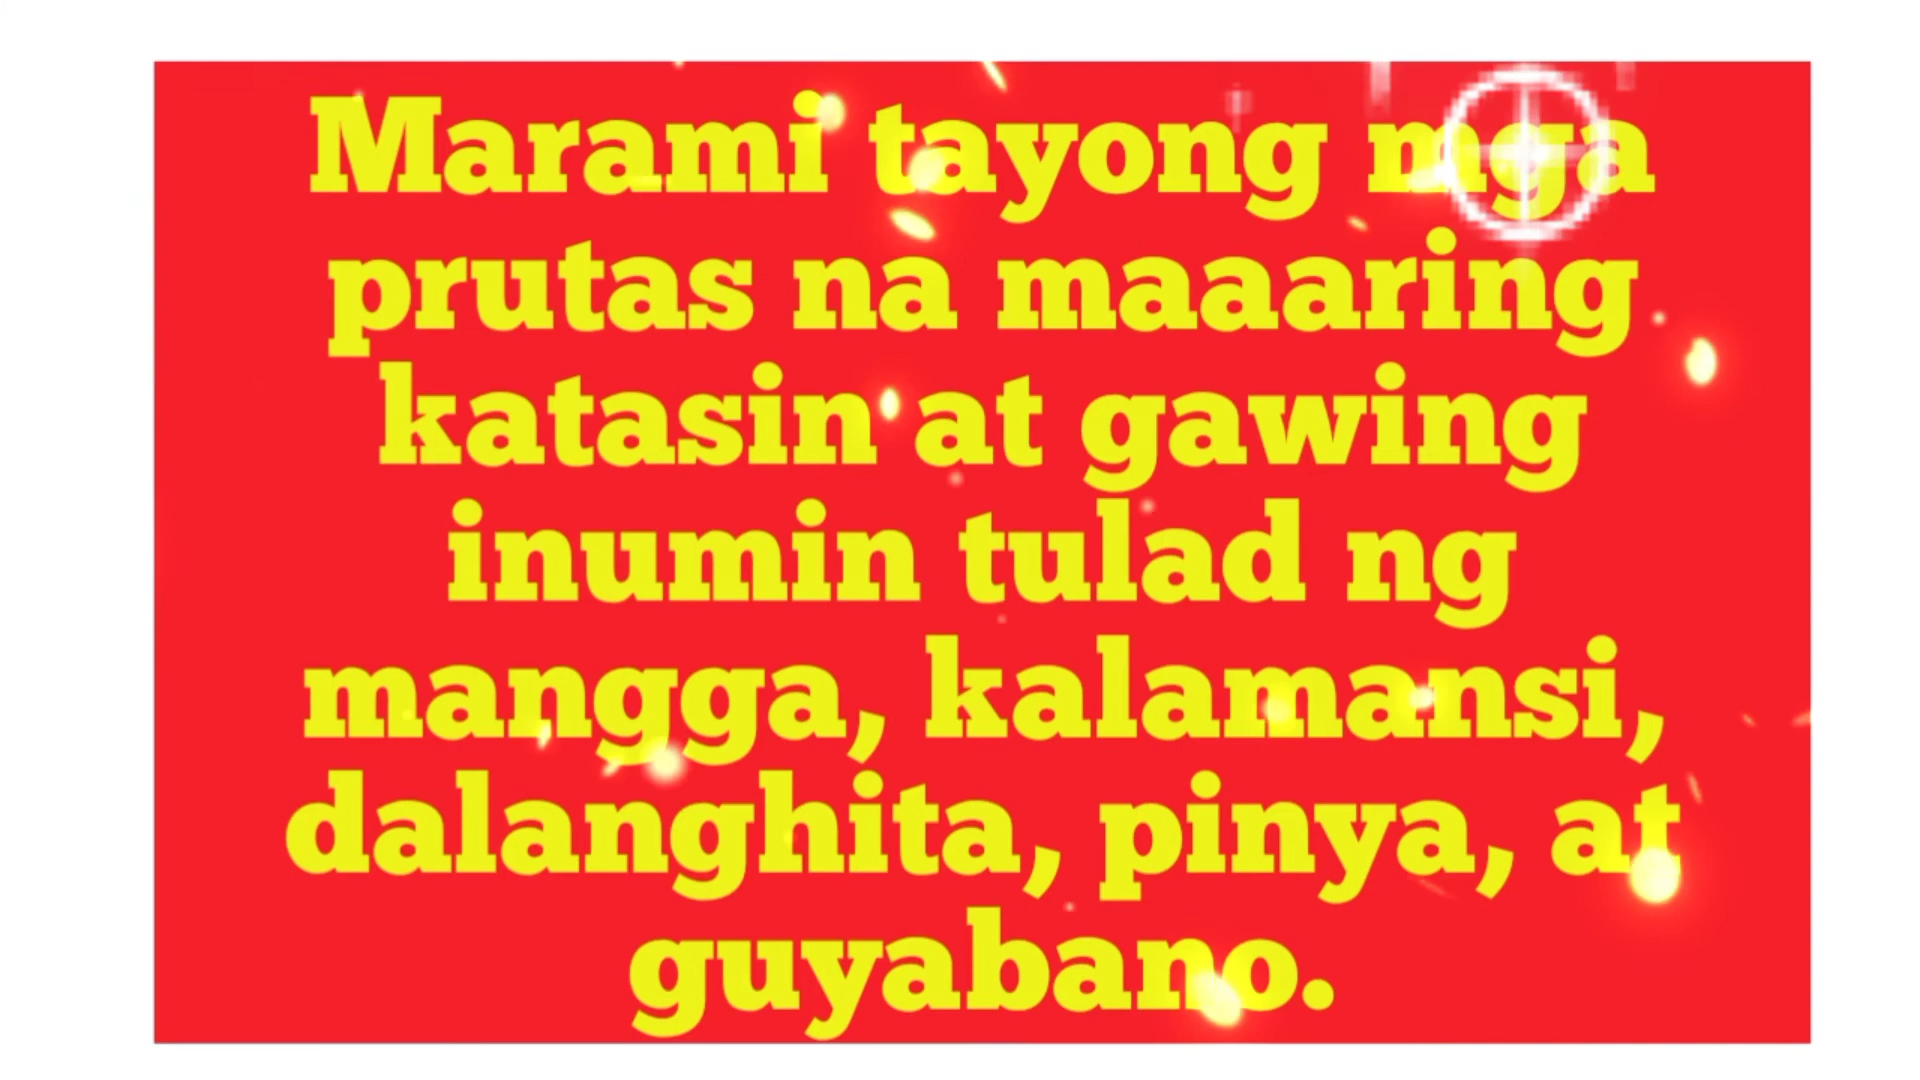 Marami tayong mga
prutas na maaaring
katasin at gawing
inumin tulad ng
mangga, kalamansi,
dalanghita, pinya, at
guyabano.